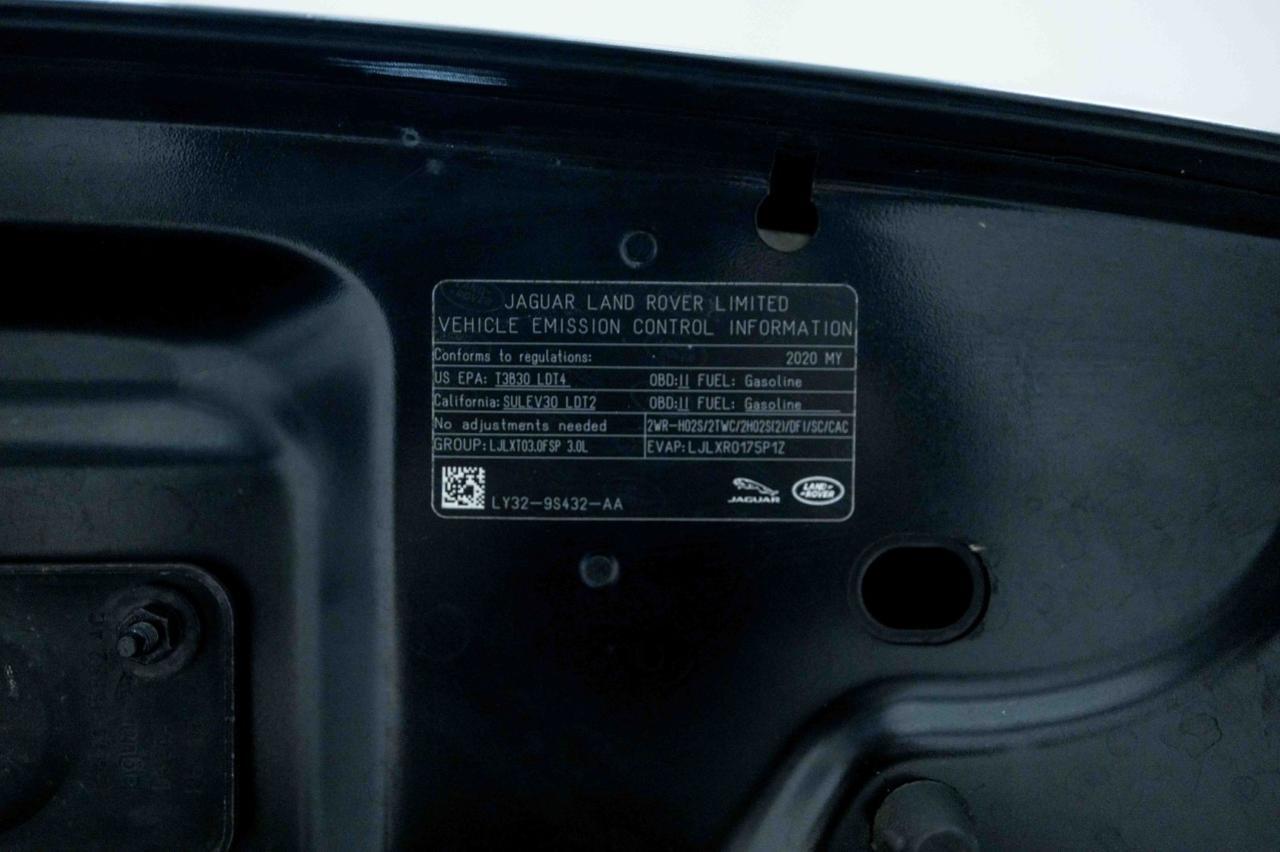 JAGUAR LAND ROVER LIMITED
VEHICLE EMISSION CONTROL INFORMATION
Conforms to regulations: 2020 MY
US EPA: T3B30 LDT4 OBD:II FUEL: Gasoline
California: SULEV30 LDT2 OBD:II FUEL: Gasoline
No adjustments needed 2WR-HO2S/2TWC/2HO2S(2)/DFI/SC/CAC
GROUP: LJLXT03.0FSP 3.0L EVAP: LJLXR0175P1Z
LY32-9S432-AA
JAGUAR
LAND ROVER